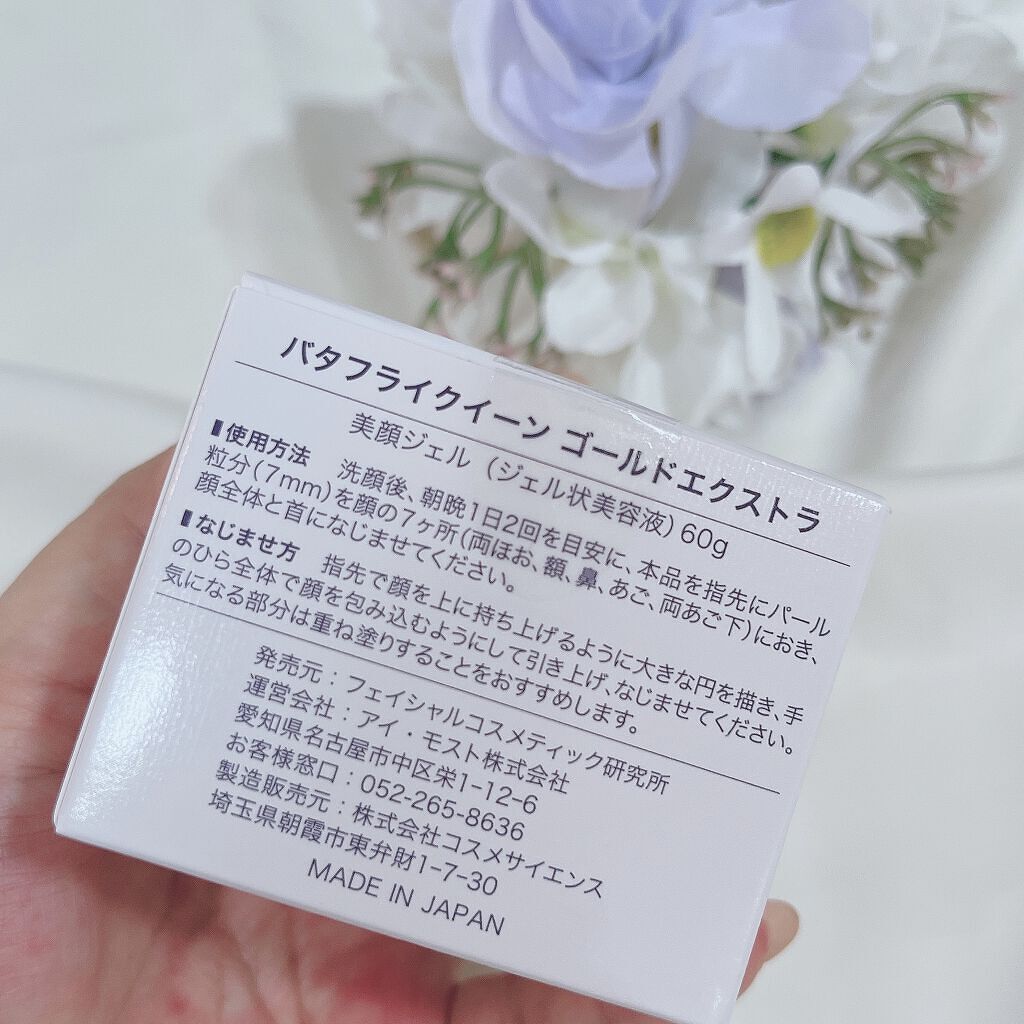 バタフライクイーン ゴールドエクストラ
美顔ジェル（ジェル状美容液）60g
▮使用方法 洗顔後、朝晩1日2回を目安に、本品を指先にパール
粒分(7mm)を顔の7ヶ所(両ほお、額、鼻、あご、両あご下)におき、
顔全体と首になじませてください。
▮なじませ方 指先で顔を上に持ち上げるように大きな円を描き、手
のひら全体で顔を包み込むようにして引き上げ、なじませてください。
気になる部分は重ね塗りすることをおすすめします。
発売元：フェイシャルコスメティック研究所
運営会社：アイ・モスト株式会社
愛知県名古屋市中区栄1-12-6
お客様窓口：052-265-8636
製造販売元：株式会社コスメサイエンス
埼玉県朝霞市東弁財1-7-30
MADE IN JAPAN